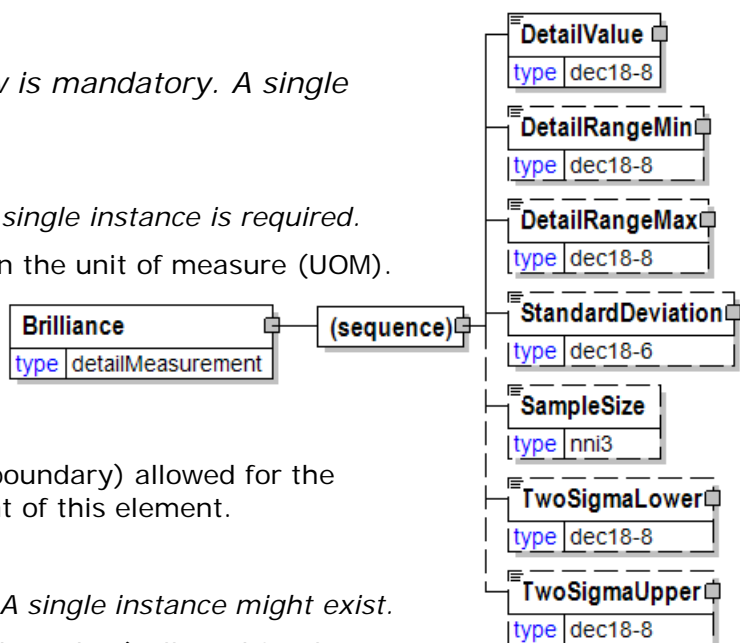 y is mandatory. A single
single instance is required.
n the unit of measure (UOM).
boundary) allowed for the
t of this element.
A single instance might exist.
Brilliance
type detailMeasurement
(sequence)
DetailValue
type dec18-8
DetailRangeMin
type dec18-8
DetailRangeMax
type dec18-8
StandardDeviation
type dec18-6
SampleSize
type nni3
TwoSigmaLower
type dec18-8
TwoSigmaUpper
type dec18-8